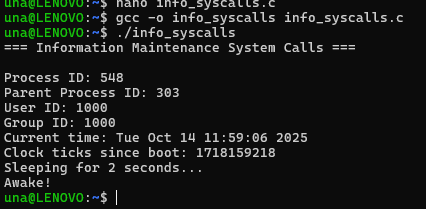 una@LENOVO:~$ nano info_syscalls.c
una@LENOVO:~$ gcc -o info_syscalls info_syscalls.c
una@LENOVO:~$ ./info_syscalls
=== Information Maintenance System Calls ===
Process ID: 548
Parent Process ID: 303
User ID: 1000
Group ID: 1000
Current time: Tue Oct 14 11:59:06 2025
Clock ticks since boot: 1718159218
Sleeping for 2 seconds...
Awake!
una@LENOVO:~$